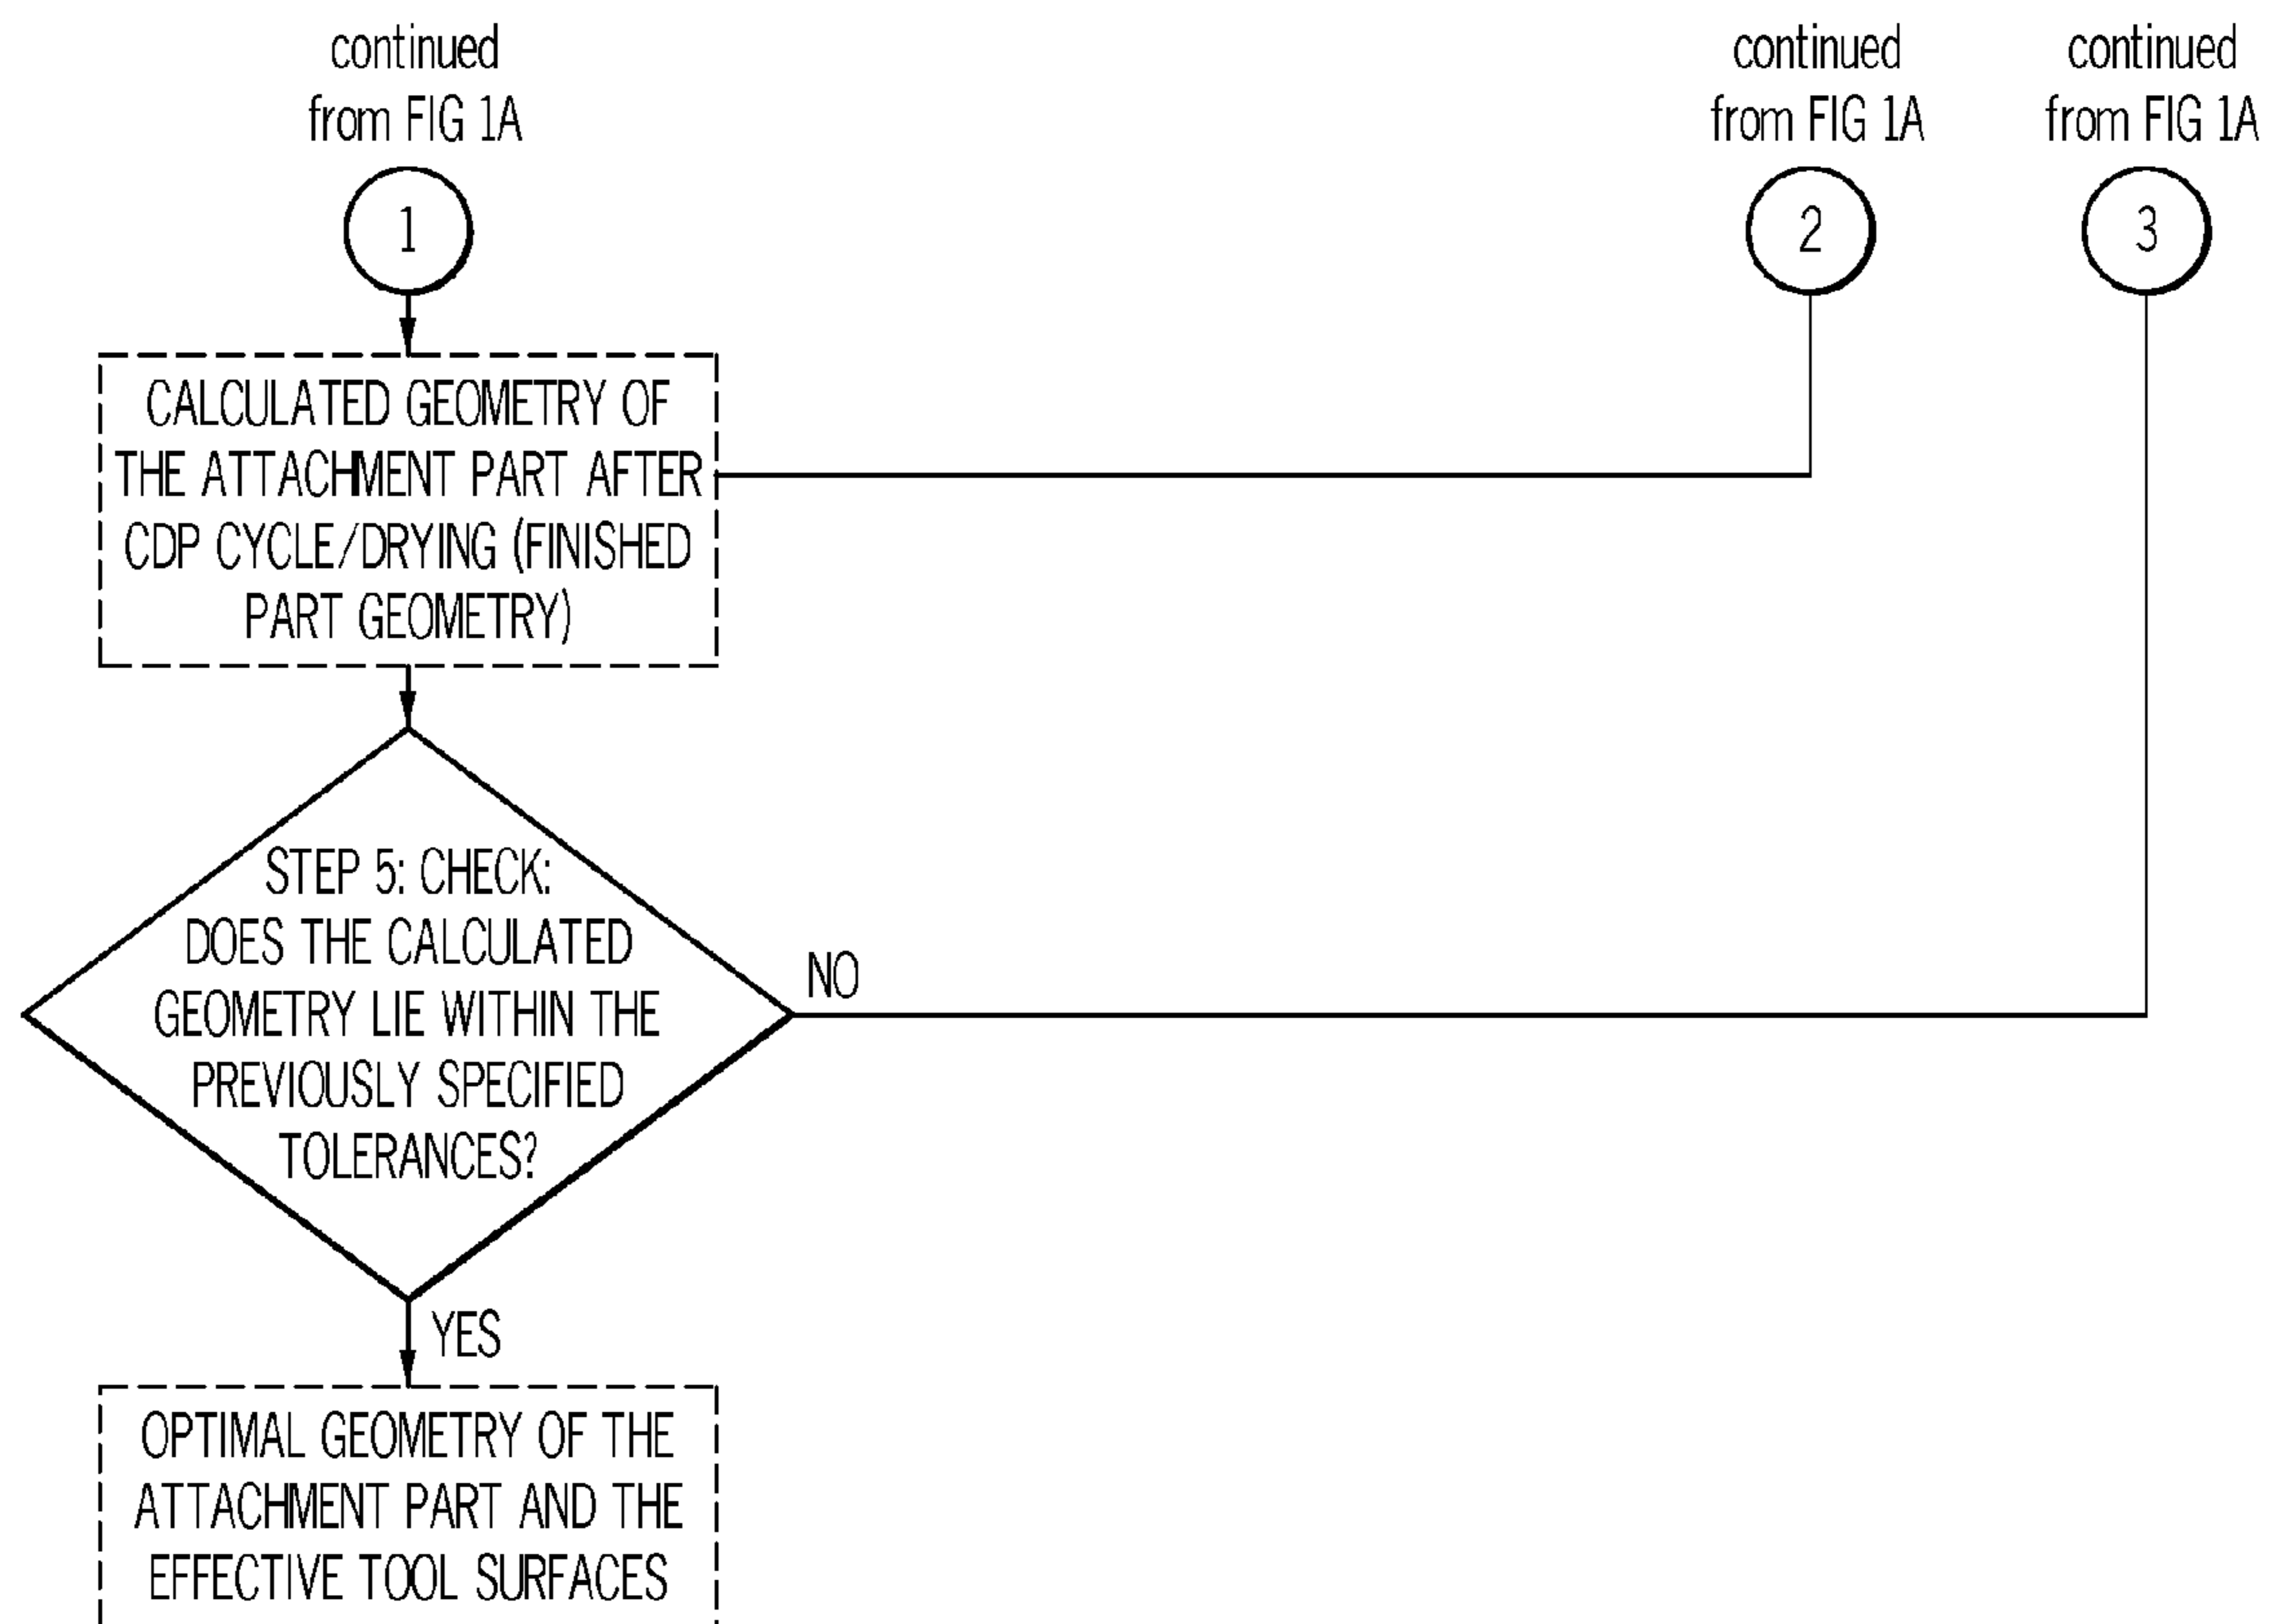 continued
from FIG 1A
1
continued
from FIG 1A
2
continued
from FIG 1A
3
CALCULATED GEOMETRY OF
THE ATTACHMENT PART AFTER
CDP CYCLE/DRYING (FINISHED
PART GEOMETRY)
STEP 5: CHECK:
DOES THE CALCULATED
GEOMETRY LIE WITHIN THE
PREVIOUSLY SPECIFIED
TOLERANCES?
NO
YES
OPTIMAL GEOMETRY OF THE
ATTACHMENT PART AND THE
EFFECTIVE TOOL SURFACES